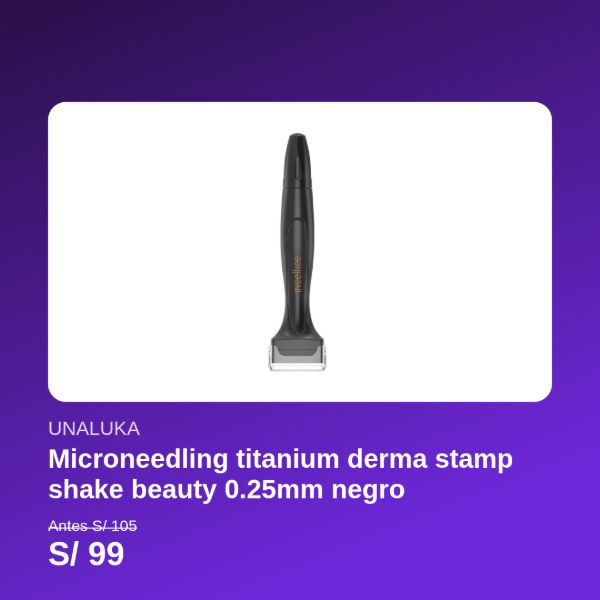 UNALUKA
Microneedling titanium derma stamp
shake beauty 0.25mm negro
Antes S/ 105
S/ 99